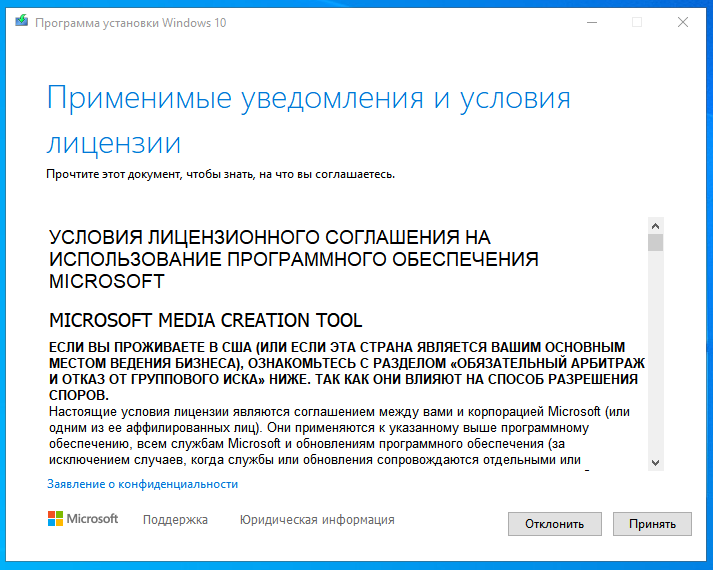 Программа установки Windows 10
Применимые уведомления и условия
лицензии
Прочтите этот документ, чтобы знать, на что вы соглашаетесь.
УСЛОВИЯ ЛИЦЕНЗИОННОГО СОГЛАШЕНИЯ НА
ИСПОЛЬЗОВАНИЕ ПРОГРАММНОГО ОБЕСПЕЧЕНИЯ
MICROSOFT
MICROSOFT MEDIA CREATION TOOL
ЕСЛИ ВЫ ПРОЖИВАЕТЕ В США (ИЛИ ЕСЛИ ЭТА СТРАНА ЯВЛЯЕТСЯ ВАШИМ ОСНОВНЫМ
МЕСТОМ ВЕДЕНИЯ БИЗНЕСА), ОЗНАКОМЬТЕСЬ С РАЗДЕЛОМ «ОБЯЗАТЕЛЬНЫЙ АРБИТРАЖ
И ОТКАЗ ОТ ГРУППОВОГО ИСКА» НИЖЕ. ТАК КАК ОНИ ВЛИЯЮТ НА СПОСОБ РАЗРЕШЕНИЯ
СПОРОВ.
Настоящие условия лицензии являются соглашением между вами и корпорацией Microsoft (или
одним из ее аффилированных лиц). Они применяются к указанному выше программному
обеспечению, всем службам Microsoft и обновлениям программного обеспечения (за
исключением случаев, когда службы или обновления сопровождаются отдельными или
Заявление о конфиденциальности
Microsoft Поддержка Юридическая информация Отклонить Принять